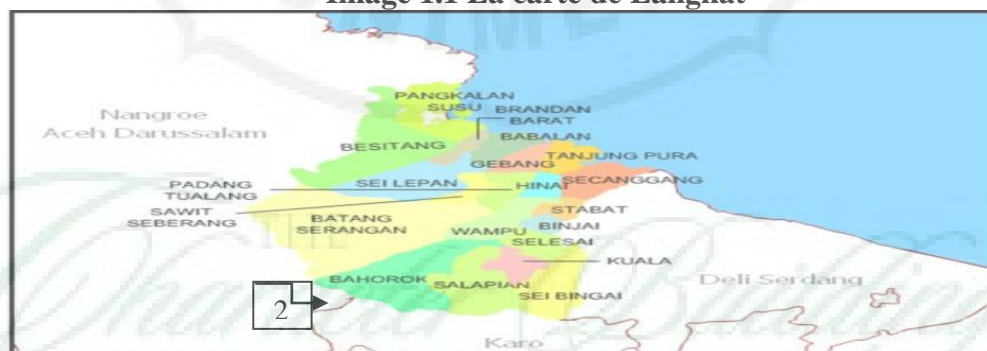 Image 1.1 La carte de Langkat
PANGKALAN
SUSU
BRANDAN
BARAT
Nangroe
Aceh Darussalam
BABALAN
BESITANG
TANJUNG PURA
GEBANG
PADANG
TUALANG
SEI LEPAN
HINAI
SECANGGANG
SAWIT
SEBERANG
BATANG
SERANGAN
STABAT
WAMPU
BINJAI
SELESAI
KUALA
BAHOROK
SALAPIAN
Deli Serdang
SEI BINGAI
2
Karo